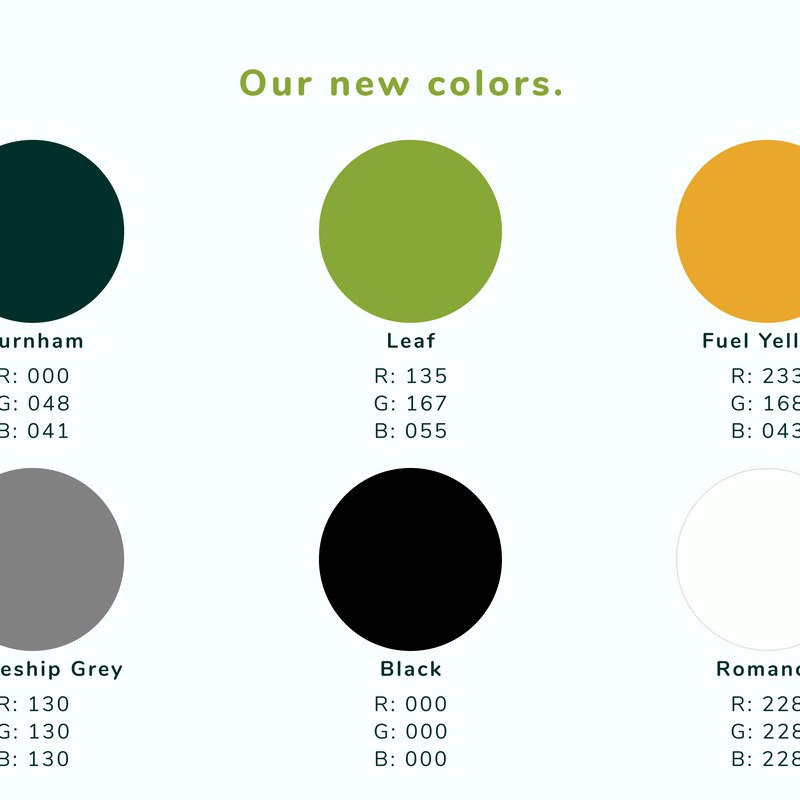 Our new colors.
urnham
Leaf
Fuel Yell
R: 000
R: 135
R: 233
G: 048
G: 167
G: 168
B: 041
B: 055
B: 043
eship Grey
Black
Romanc
R: 130
R: 000
R: 228
G: 130
G: 000
G: 228
B: 130
B: 000
B: 228